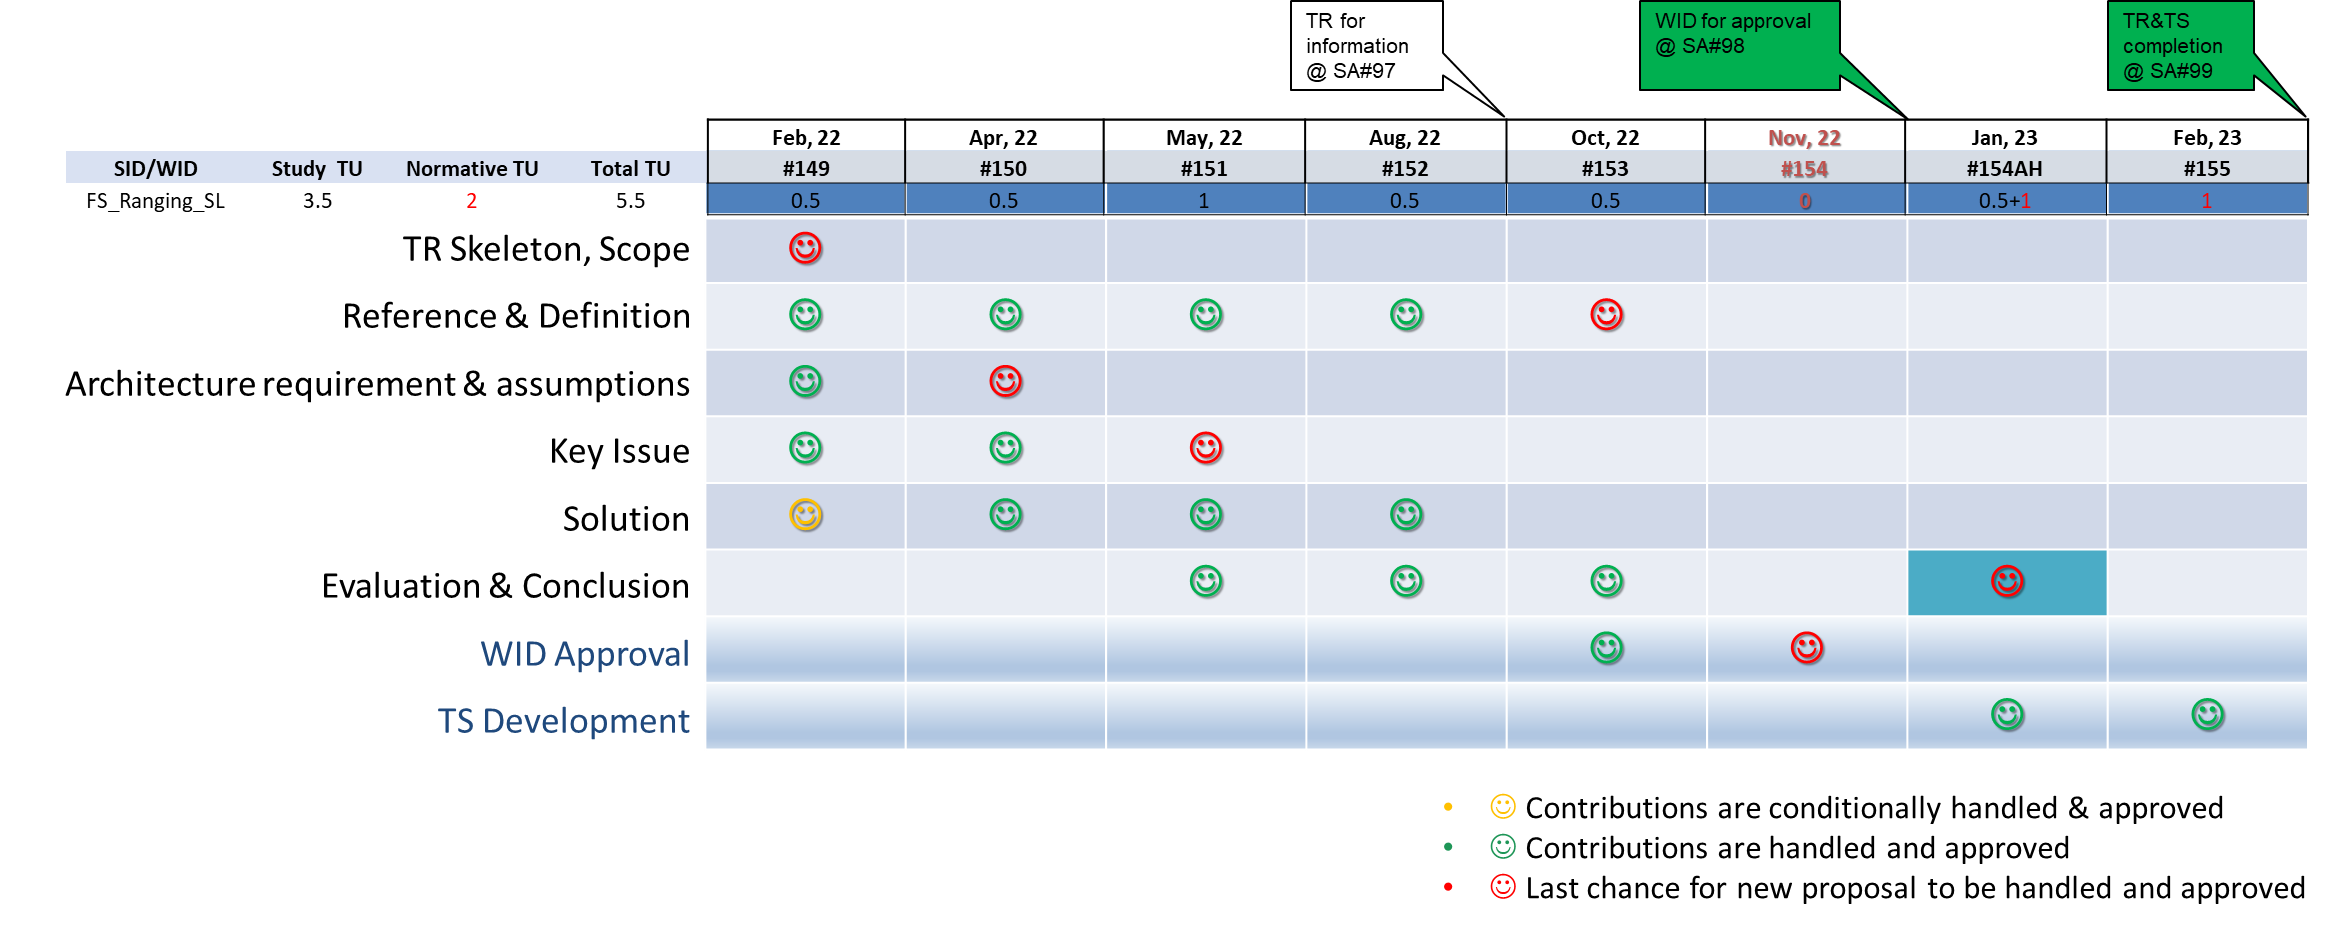 TR for
information
@ SA#97
WID for approval
@ SA#98
TR&TS
completion
@ SA#99
Feb, 22 Apr, 22 May, 22 Aug, 22 Oct, 22 Nov, 22 Jan, 23 Feb, 23
SID/WID Study TU Normative TU Total TU #149 #150 #151 #152 #153 #154 #154AH #155
FS_Ranging_SL 3.5 2 5.5 0.5 0.5 1 0.5 0.5 0 0.5+1 1
TR Skeleton, Scope
Reference & Definition
Architecture requirement & assumptions
Key Issue
Solution
Evaluation & Conclusion
WID Approval
TS Development
• Contributions are conditionally handled & approved
• Contributions are handled and approved
• Last chance for new proposal to be handled and approved